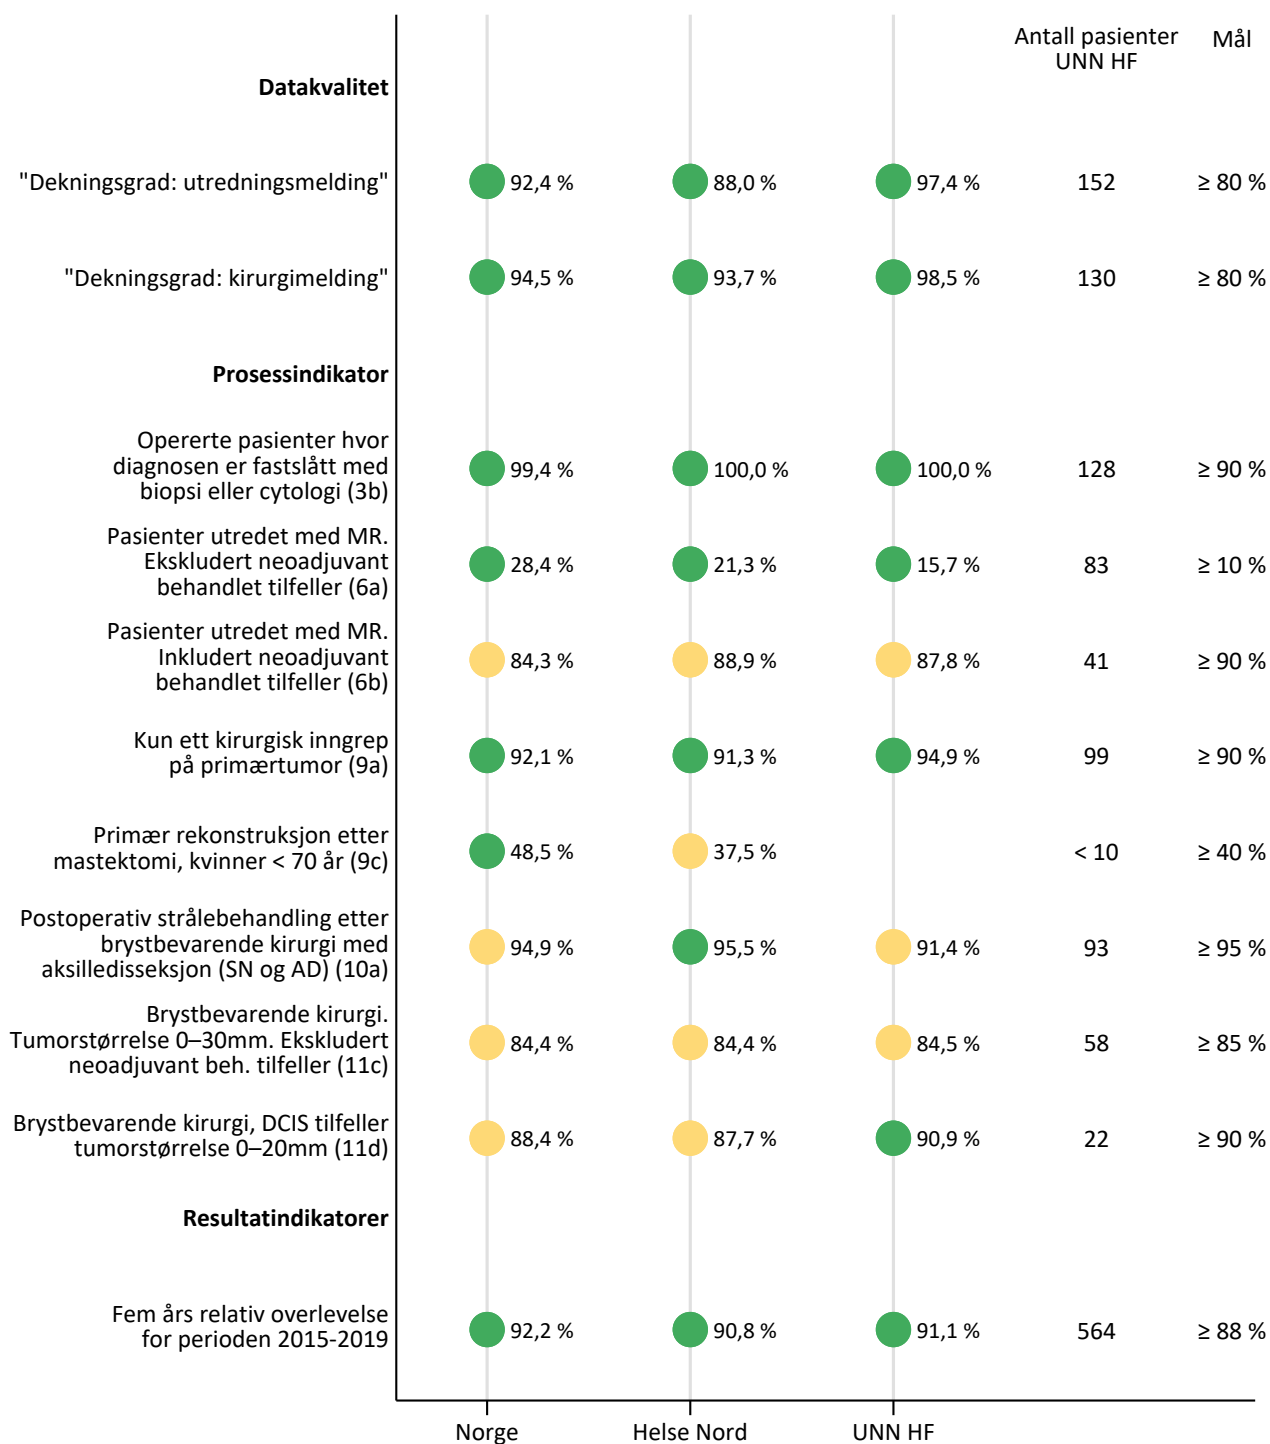 Antall pasienter
UNN HF
Mål
Datakvalitet
"Dekningsgrad: utredningsmelding"
92,4 %
88,0 %
97,4 %
152
≥ 80 %
"Dekningsgrad: kirurgimelding"
94,5 %
93,7 %
98,5 %
130
≥ 80 %
Prosessindikator
Opererte pasienter hvor
diagnosen er fastslått med
biopsi eller cytologi (3b)
99,4 %
100,0 %
100,0 %
128
≥ 90 %
Pasienter utredet med MR.
Ekskludert neoadjuvant
behandlet tilfeller (6a)
28,4 %
21,3 %
15,7 %
83
≥ 10 %
Pasienter utredet med MR.
Inkludert neoadjuvant
behandlet tilfeller (6b)
84,3 %
88,9 %
87,8 %
41
≥ 90 %
Kun ett kirurgisk inngrep
på primærtumor (9a)
92,1 %
91,3 %
94,9 %
99
≥ 90 %
Primær rekonstruksjon etter
mastektomi, kvinner < 70 år (9c)
48,5 %
37,5 %
< 10
≥ 40 %
Postoperativ strålebehandling etter
brystbevarende kirurgi med
aksilledisseksjon (SN og AD) (10a)
94,9 %
95,5 %
91,4 %
93
≥ 95 %
Brystbevarende kirurgi.
Tumorstørrelse 0–30mm. Ekskludert
neoadjuvant beh. tilfeller (11c)
84,4 %
84,4 %
84,5 %
58
≥ 85 %
Brystbevarende kirurgi, DCIS tilfeller
tumorstørrelse 0–20mm (11d)
88,4 %
87,7 %
90,9 %
22
≥ 90 %
Resultatindikatorer
Fem års relativ overlevelse
for perioden 2015-2019
92,2 %
90,8 %
91,1 %
564
≥ 88 %
Norge
Helse Nord
UNN HF